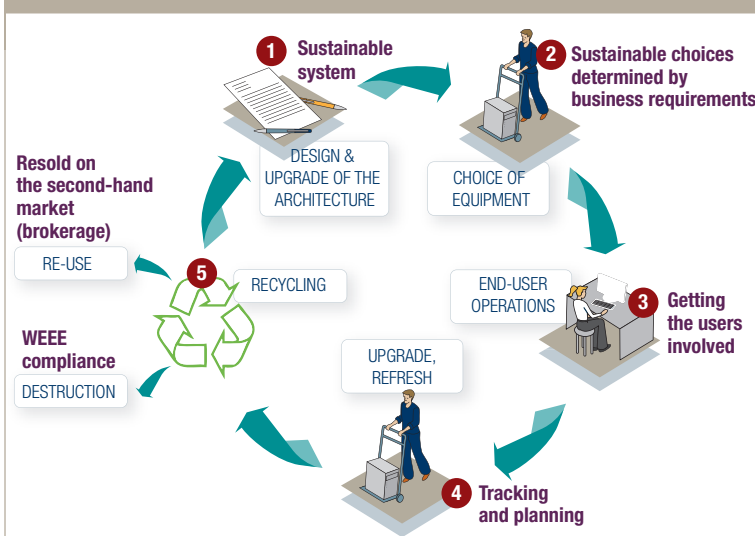 1
Sustainable
system
DESIGN &
UPGRADE OF THE
ARCHITECTURE
2
Sustainable choices
determined by
business requirements
CHOICE OF
EQUIPMENT
END-USER
OPERATIONS
3
Getting
the users
involved
UPGRADE,
REFRESH
4
Tracking
and planning
5
RECYCLING
Resold on
the second-hand
market
(brokerage)
RE-USE
WEEE
compliance
DESTRUCTION